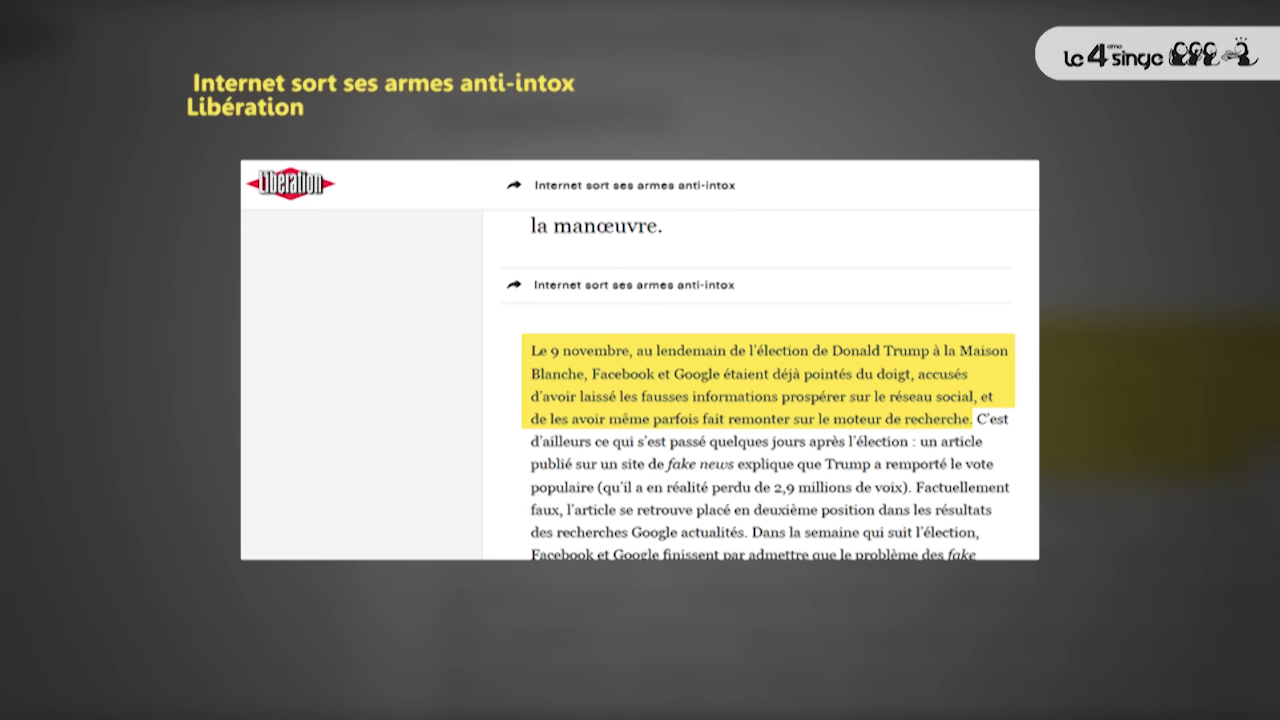 le 4ème singe
Internet sort ses armes anti-intox
Libération
Libération
Internet sort ses armes anti-intox
la manœuvre.
Internet sort ses armes anti-intox
Le 9 novembre, au lendemain de l'élection de Donald Trump à la Maison
Blanche, Facebook et Google étaient déjà pointés du doigt, accusés
d'avoir laissé les fausses informations prospérer sur le réseau social, et
de les avoir même parfois fait remonter sur le moteur de recherche. C'est
d'ailleurs ce qui s'est passé quelques jours après l'élection : un article
publié sur un site de fake news explique que Trump a remporté le vote
populaire (qu'il a en réalité perdu de 2,9 millions de voix). Factuellement
faux, l'article se retrouve placé en deuxième position dans les résultats
des recherches Google actualités. Dans la semaine qui suit l'élection,
Facebook et Google finissent par admettre que le problème des fake